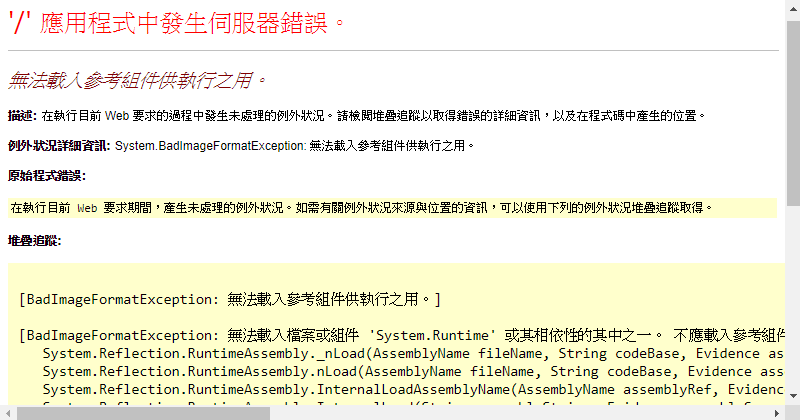 '/' 應用程式中發生伺服器錯誤。
無法載入參考組件供執行之用。
描述: 在執行目前 Web 要求的過程中發生未處理的例外狀況。請檢閱堆疊追蹤以取得錯誤的詳細資訊，以及在程式碼中產生的位置。
例外狀況詳細資訊: System.BadImageFormatException: 無法載入參考組件供執行之用。
原始程式錯誤:
在執行目前 Web 要求期間，產生未處理的例外狀況。如需有關例外狀況來源與位置的資訊，可以使用下列的例外狀況堆疊追蹤取得。
堆疊追蹤:
[BadImageFormatException: 無法載入參考組件供執行之用。]
[BadImageFormatException: 無法載入檔案或組件 'System.Runtime' 或其相依性的其中之一。 不應載入參考組件
System.Reflection.RuntimeAssembly._nLoad(AssemblyName fileName, String codeBase, Evidence ass
System.Reflection.RuntimeAssembly.nLoad(AssemblyName fileName, String codeBase, Evidence asse
System.Reflection.RuntimeAssembly.InternalLoadAssemblyName(AssemblyName assemblyRef, Evidence